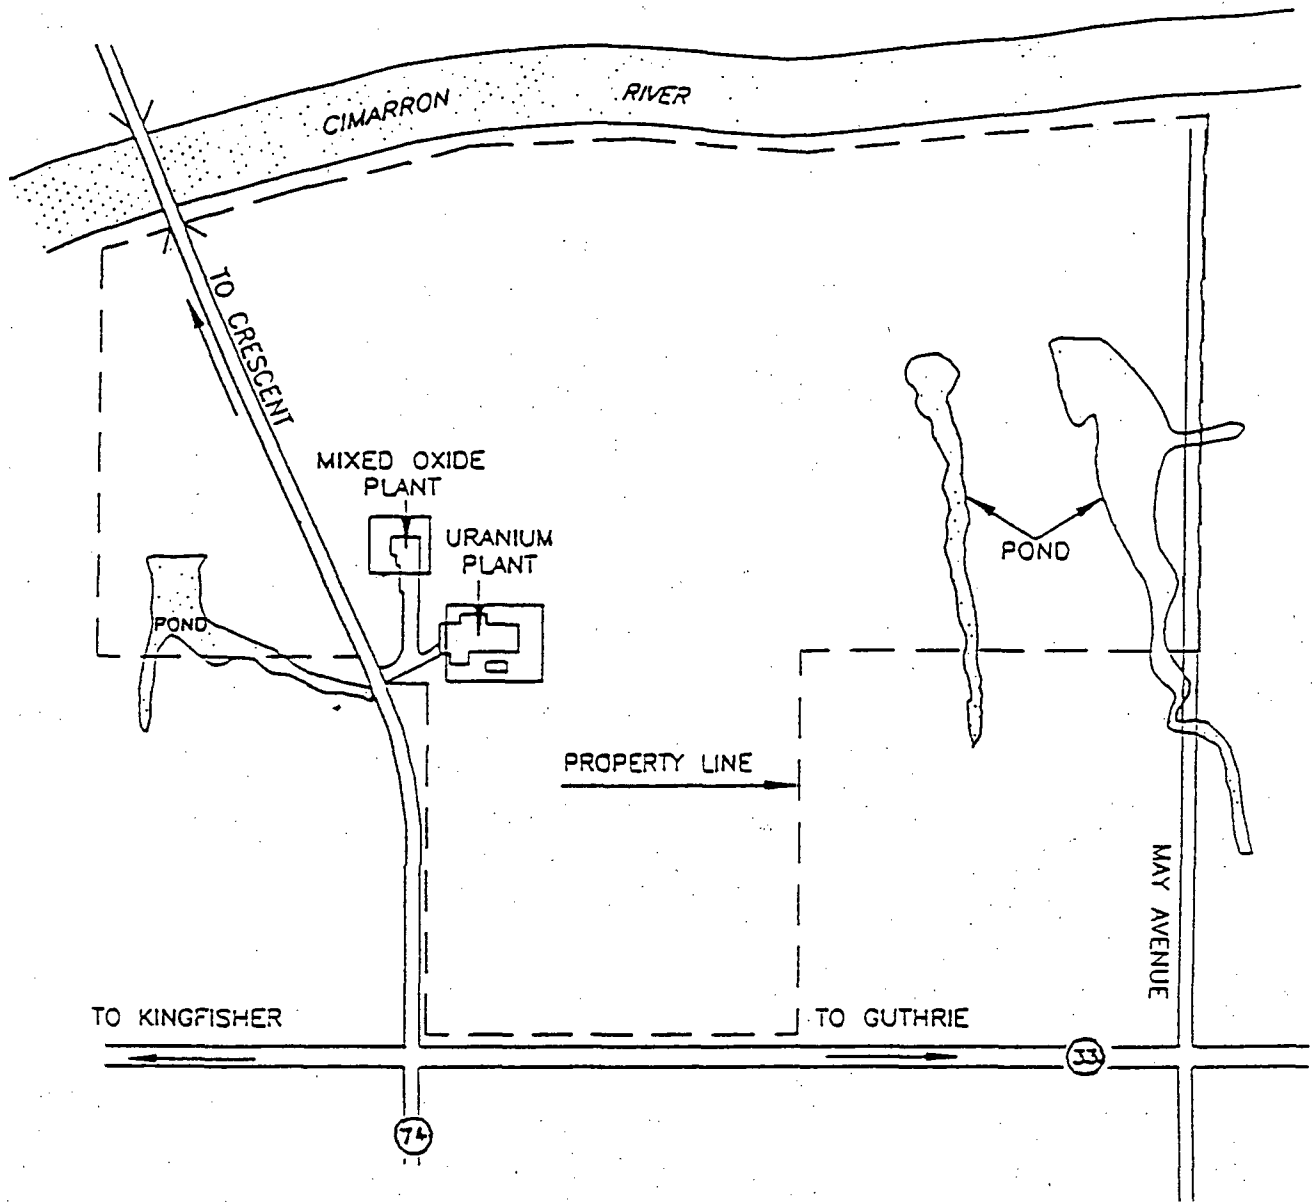 CIMARRON RIVER
TO CRESCENT
MIXED OXIDE
PLANT
URANIUM
PLANT
POND
POND
PROPERTY LINE
MAY AVENUE
TO KINGFISHER
TO GUTHRIE
33
74